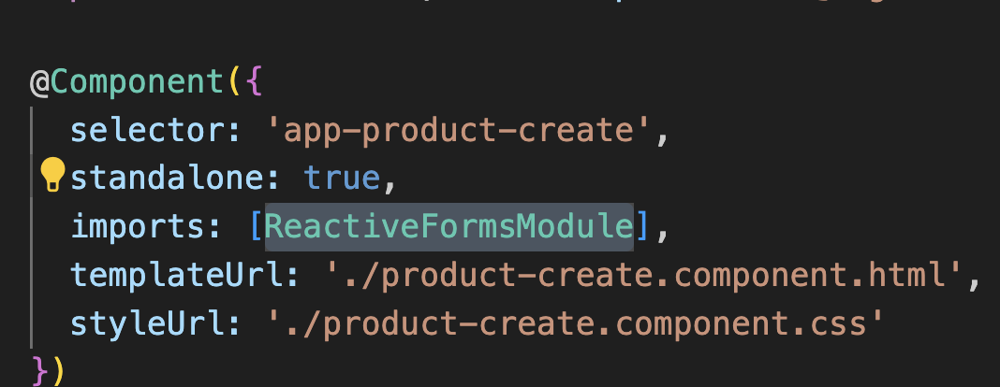 @Component({
selector: 'app-product-create',
standalone: true,
imports: [ReactiveFormsModule],
templateUrl: './product-create.component.html',
styleUrl: './product-create.component.css'
})